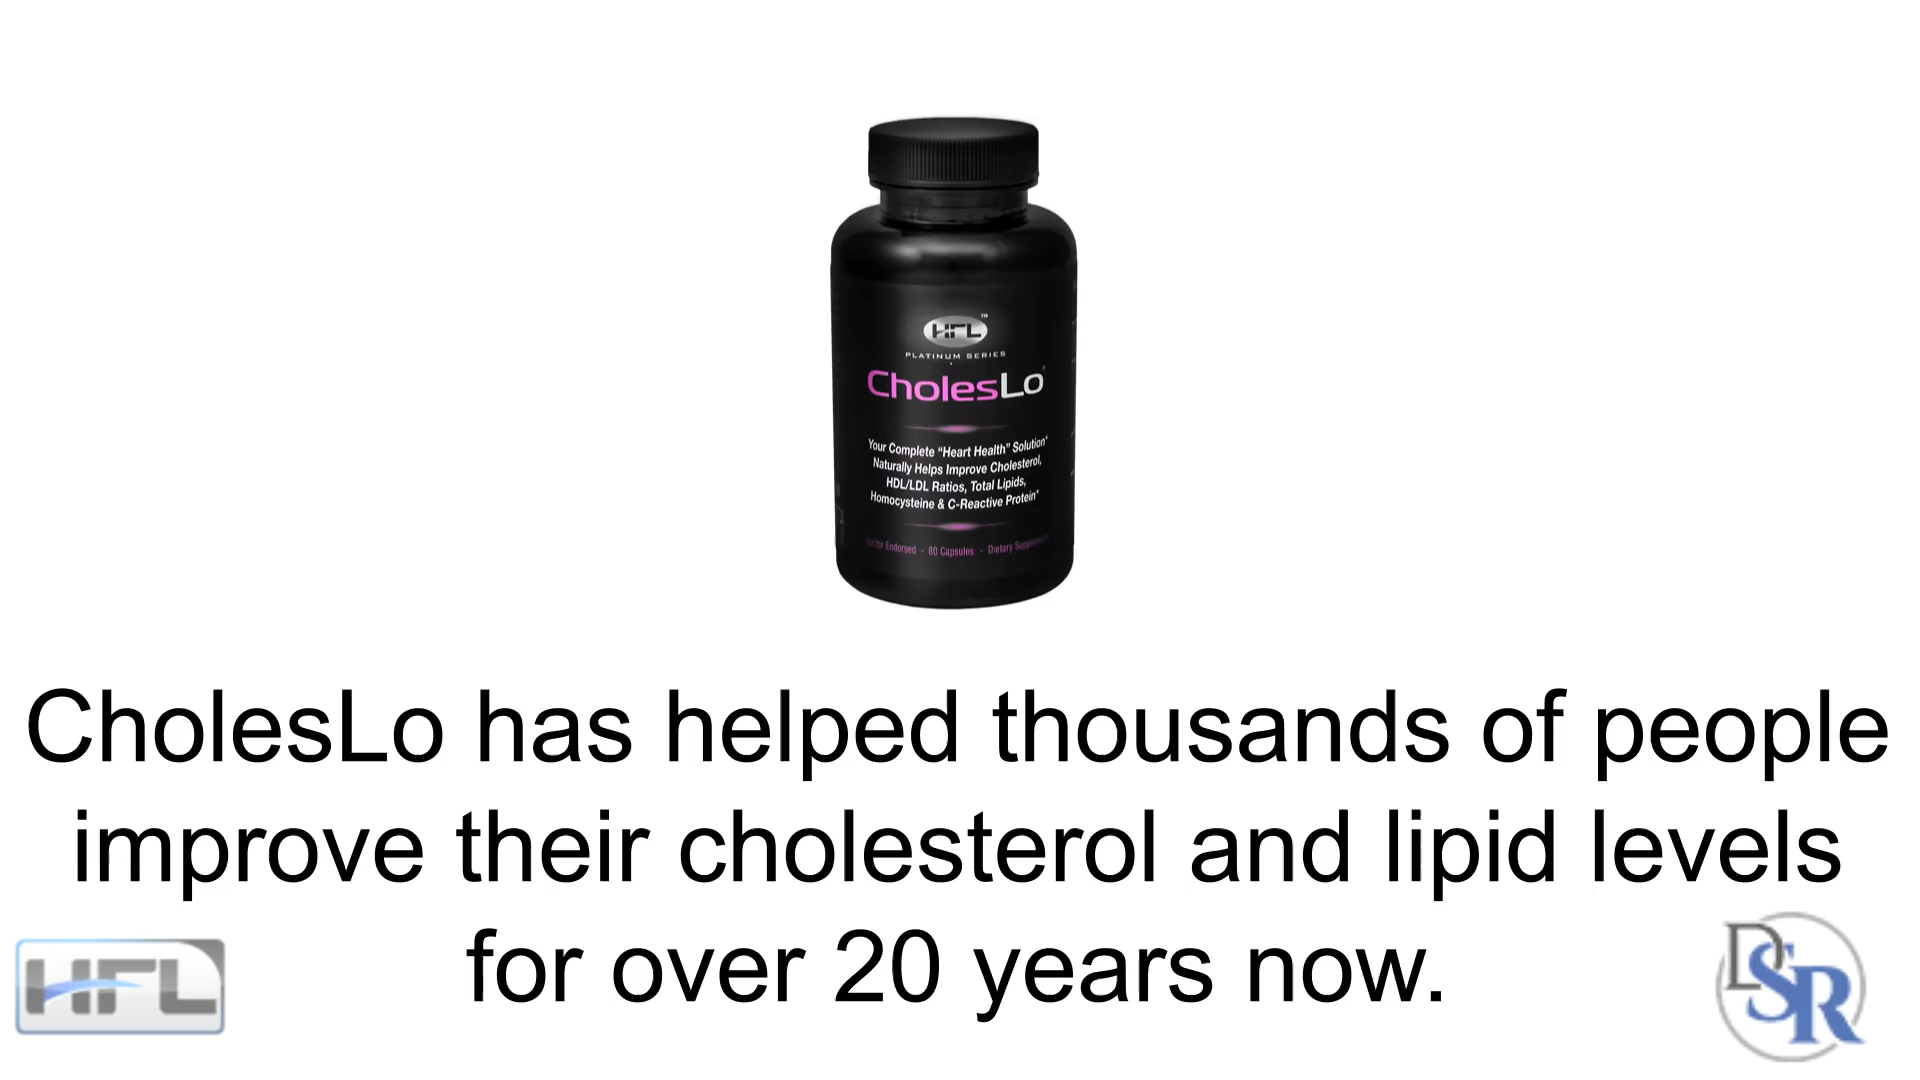 HFL™
PLATINUM SERIES
CholesLo®
Your Complete “Heart Health” Solution*
Naturally Helps Improve Cholesterol,
HDL/LDL Ratios, Total Lipids,
Homocysteine & C-Reactive Protein*
Endorsed - 80 Capsules - Dietary
CholesLo has helped thousands of people
improve their cholesterol and lipid levels
for over 20 years now.
HFL
DSR